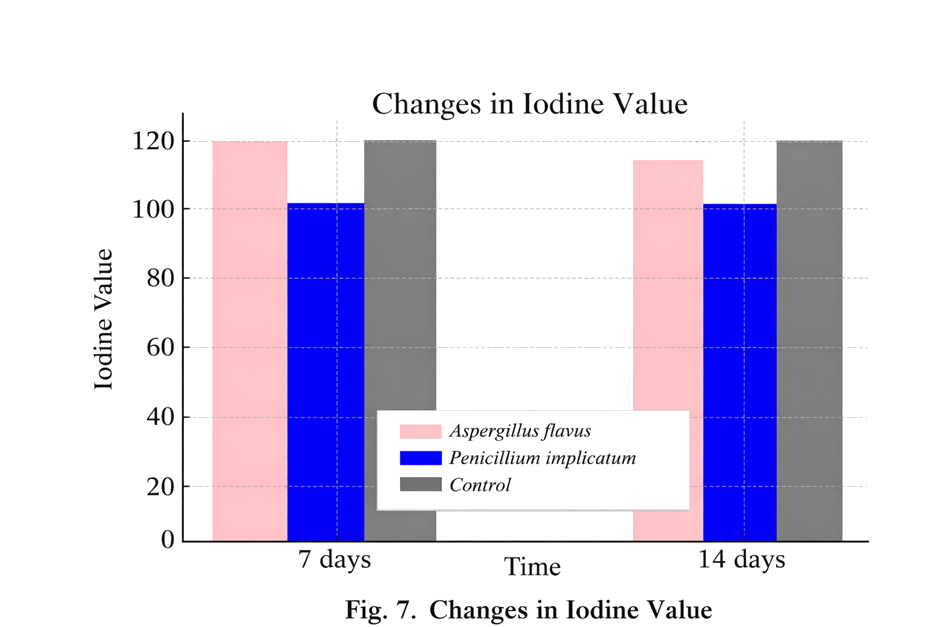 Changes in Iodine Value
120
100
80
60
40
20
0
Iodine Value
Aspergillus flavus
Penicillium implicatum
Control
7 days
Time
14 days
Fig. 7. Changes in Iodine Value